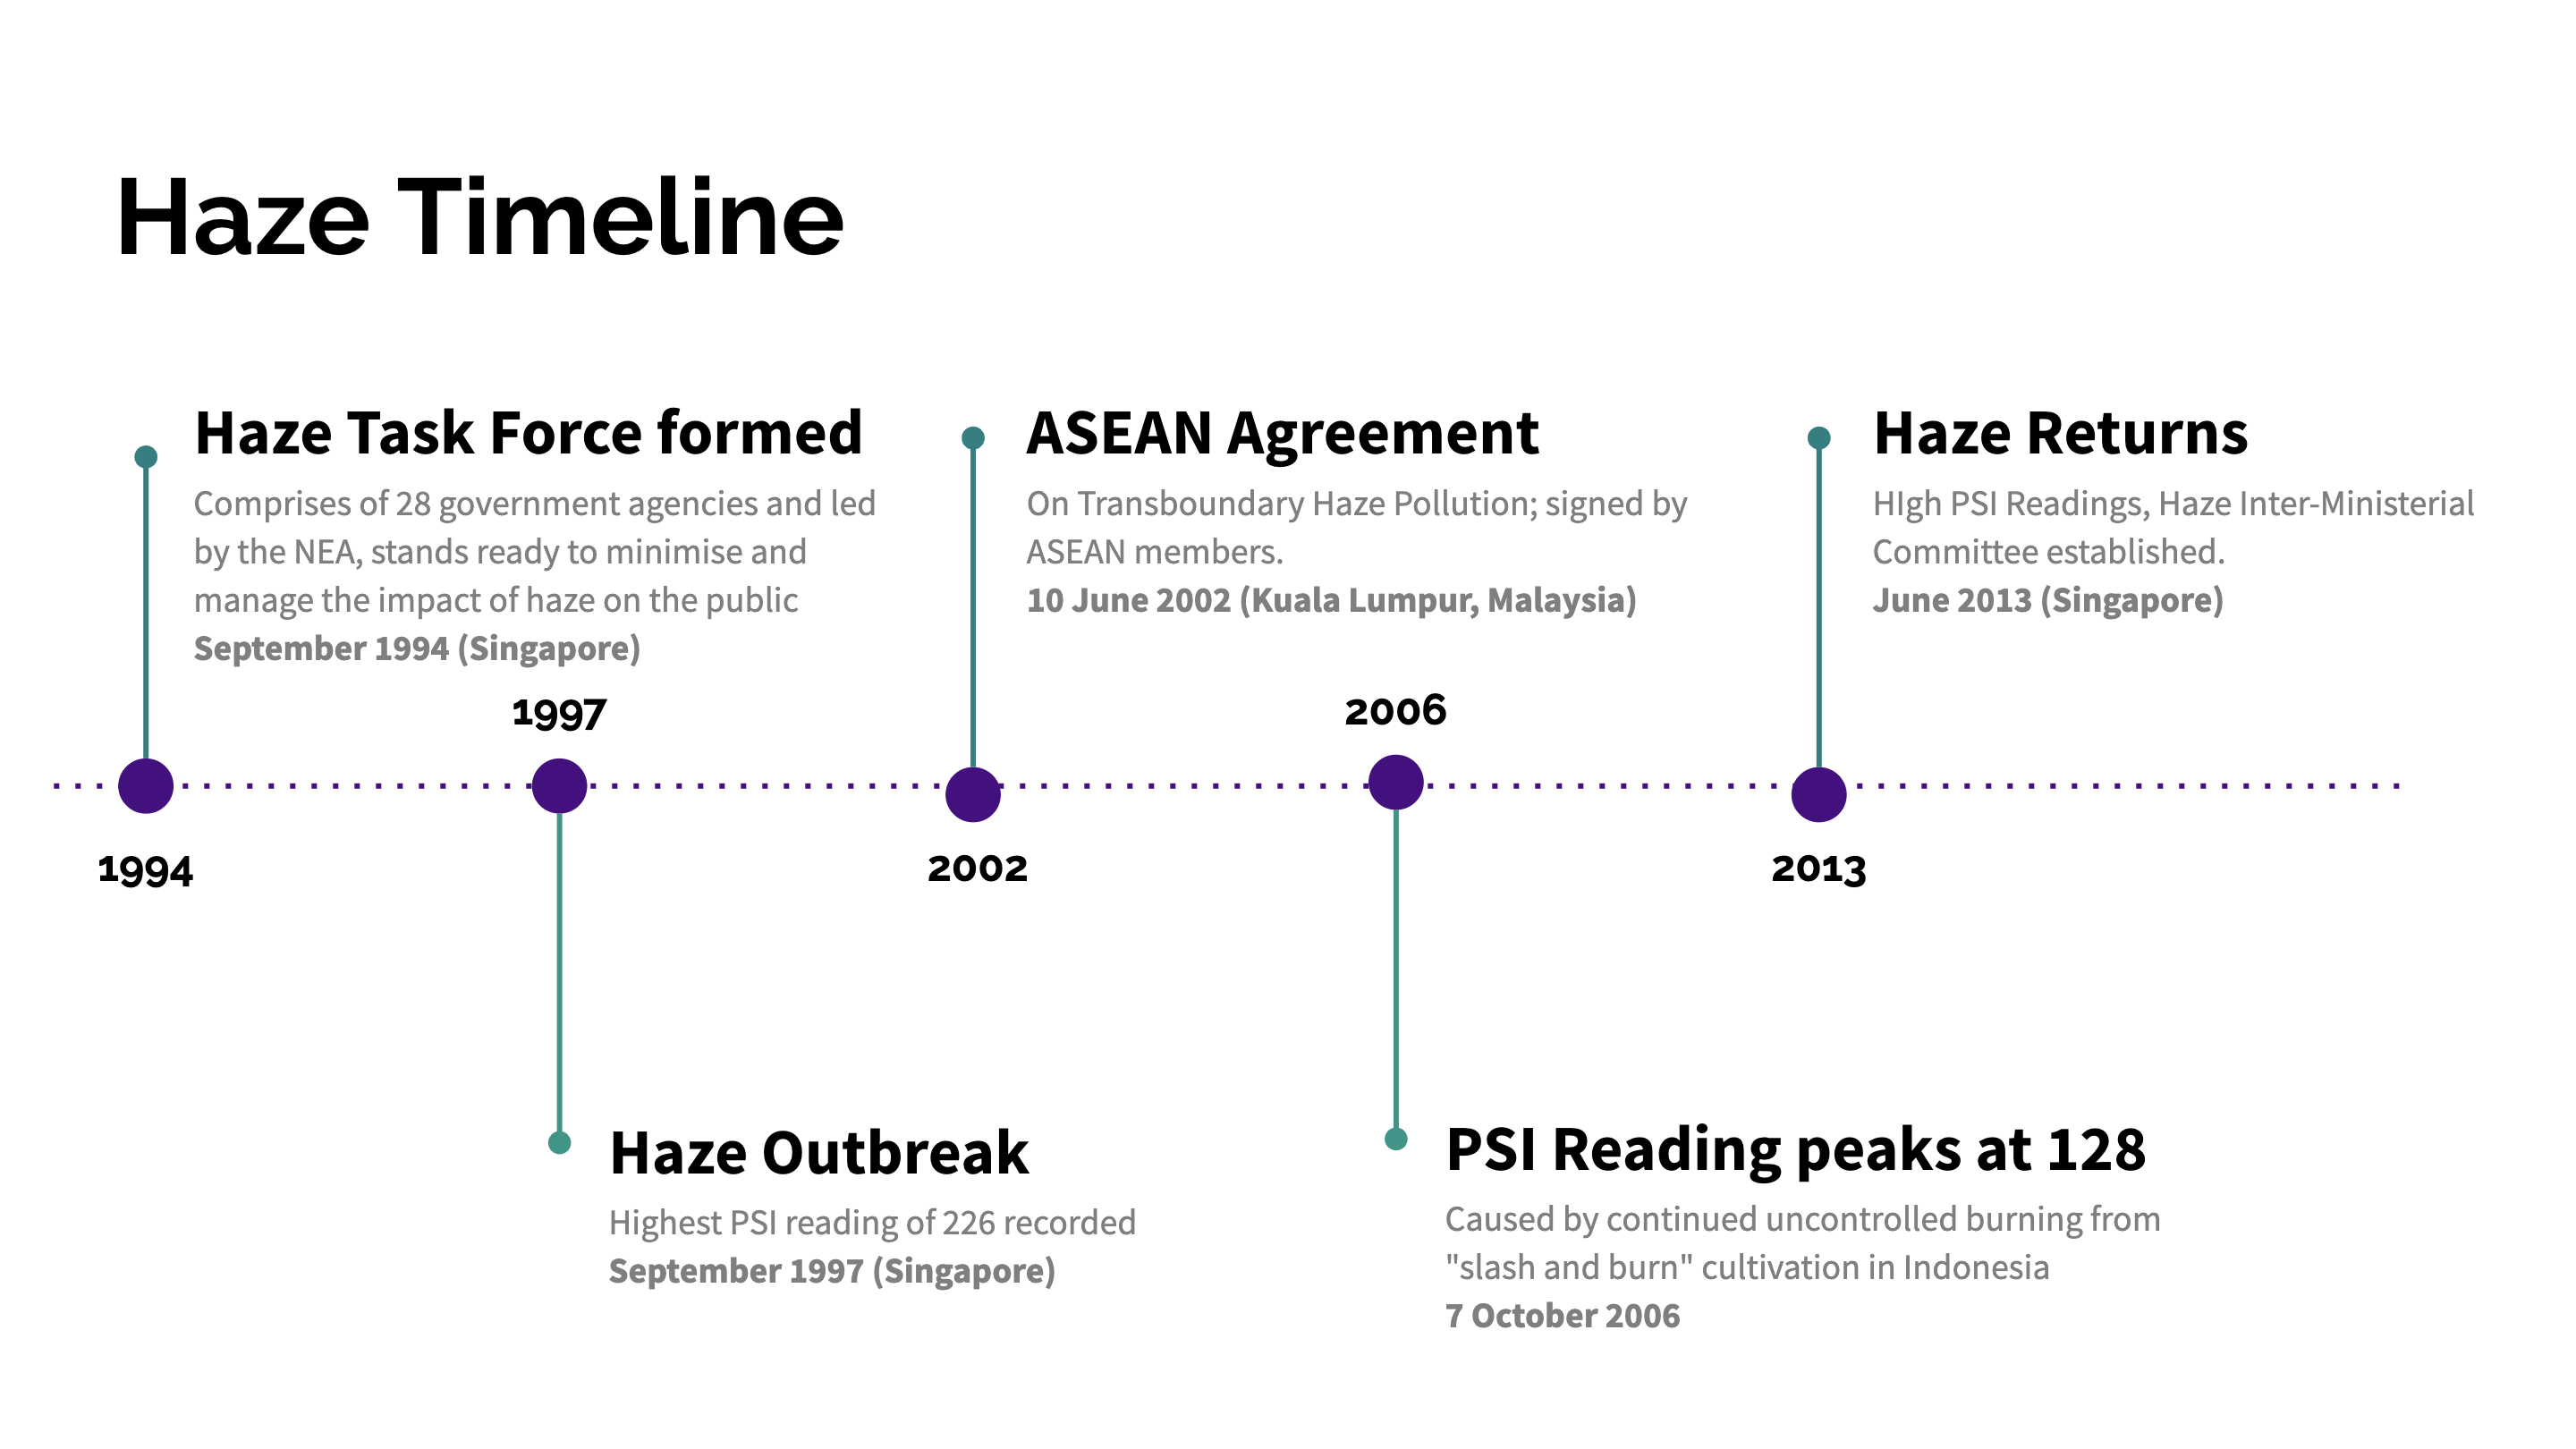 Haze Timeline
Haze Task Force formed
Comprises of 28 government agencies and led
by the NEA, stands ready to minimise and
manage the impact of haze on the public
September 1994 (Singapore)
1994
1997
Haze Outbreak
Highest PSI reading of 226 recorded
September 1997 (Singapore)
ASEAN Agreement
On Transboundary Haze Pollution; signed by
ASEAN members.
10 June 2002 (Kuala Lumpur, Malaysia)
2002
2006
PSI Reading peaks at 128
Caused by continued uncontrolled burning from
"slash and burn" cultivation in Indonesia
7 October 2006
Haze Returns
HIgh PSI Readings, Haze Inter-Ministerial
Committee established.
June 2013 (Singapore)
2013